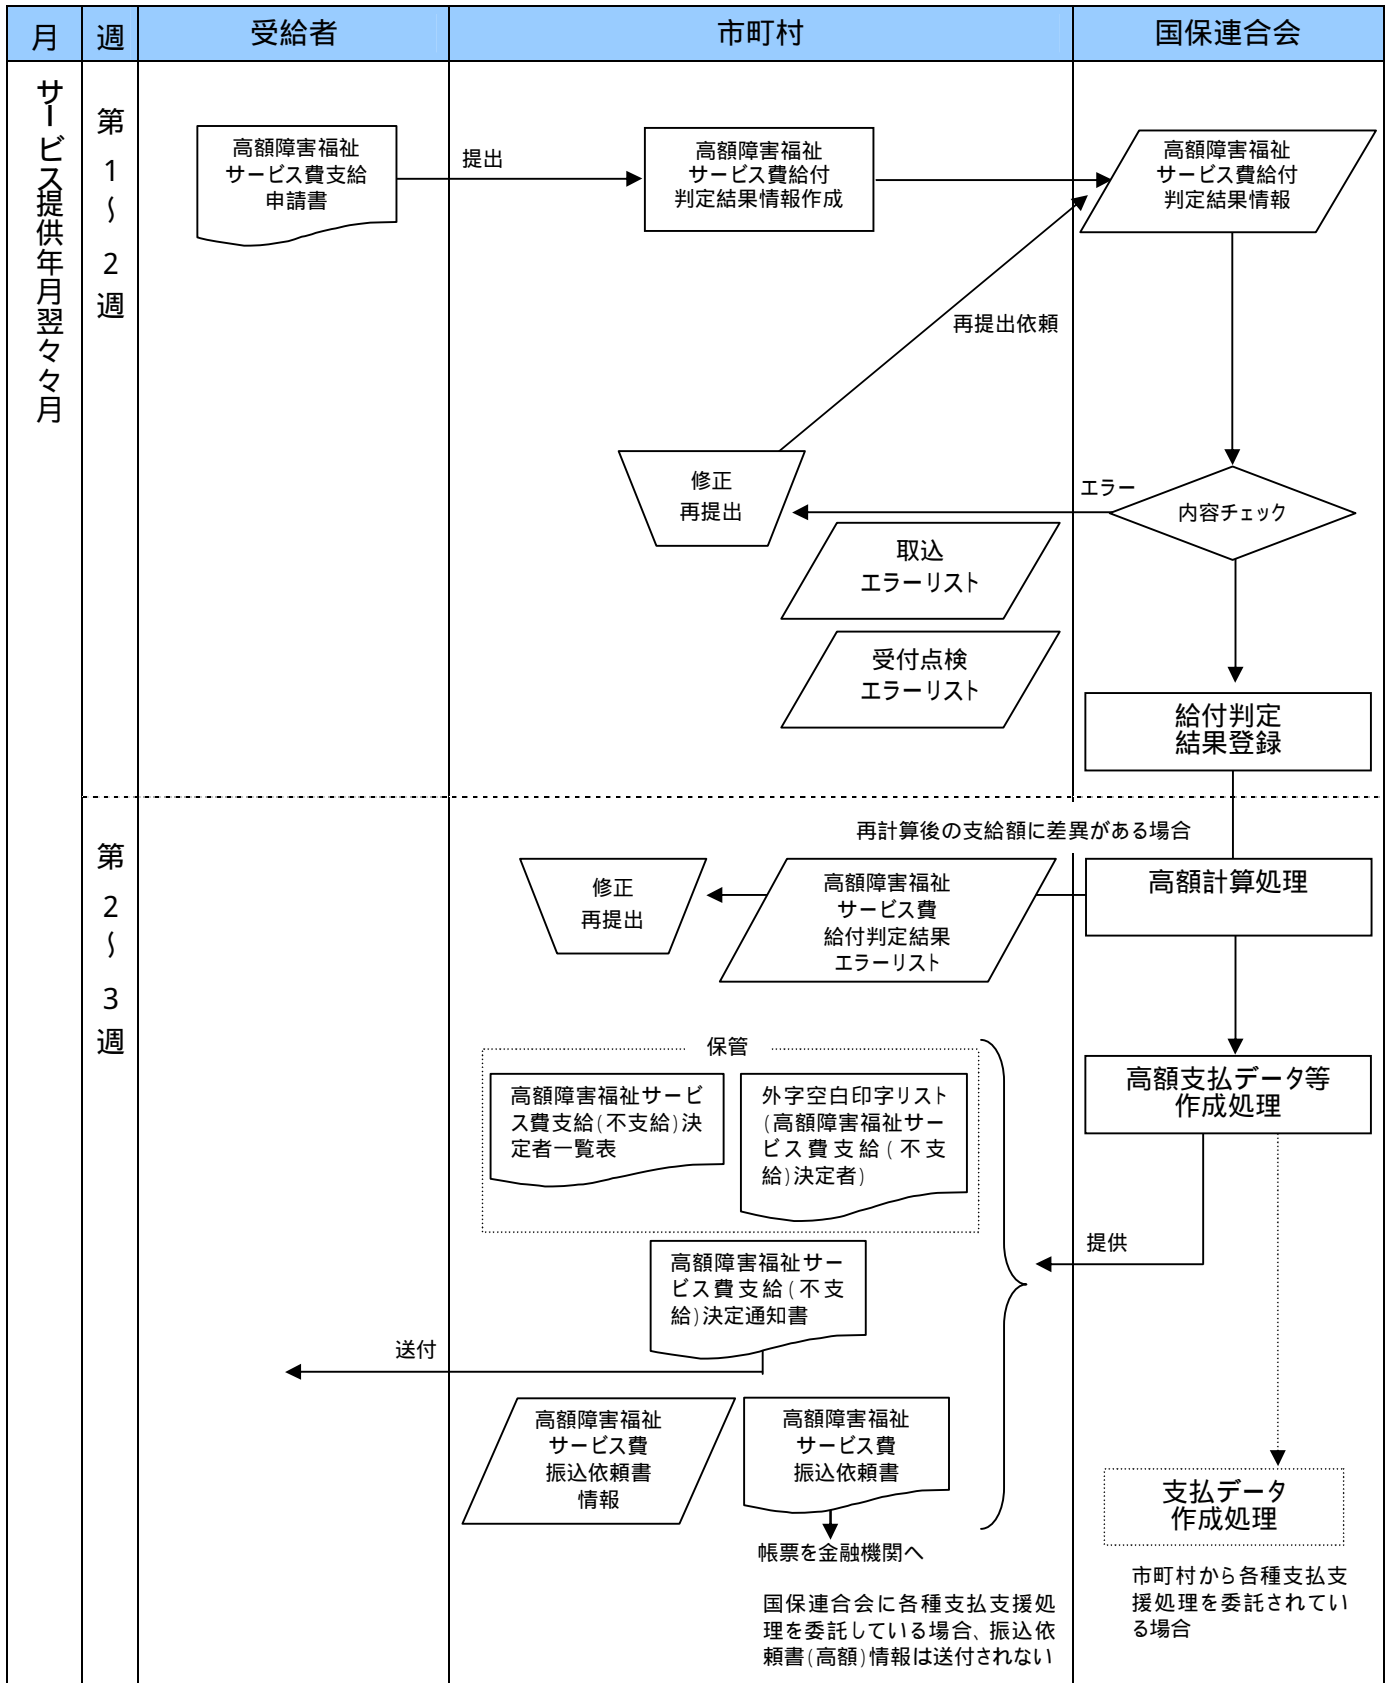 月
週
受給者
市町村
国保連合会
サービス提供年月翌々々月
第1～2週
高額障害福祉
サービス費支給
申請書
提出
高額障害福祉
サービス費給付
判定結果情報作成
高額障害福祉
サービス費給付
判定結果情報
再提出依頼
修正
再提出
エラー
内容チェック
取込
エラーリスト
受付点検
エラーリスト
給付判定
結果登録
第2～3週
再計算後の支給額に差異がある場合
修正
再提出
高額障害福祉
サービス費
給付判定結果
エラーリスト
高額計算処理
保管
高額障害福祉サービ
ス費支給(不支給)決
定者一覧表
外字空白印字リスト
(高額障害福祉サー
ビス費支給(不支
給)決定者)
高額支払データ等
作成処理
提供
高額障害福祉サー
ビス費支給(不支
給)決定通知書
送付
高額障害福祉
サービス費
振込依頼書
情報
高額障害福祉
サービス費
振込依頼書
帳票を金融機関へ
支払データ
作成処理
市町村から各種支払支
援処理を委託されてい
る場合
国保連合会に各種支払支援処
理を委託している場合、振込依
頼書(高額)情報は送付されない